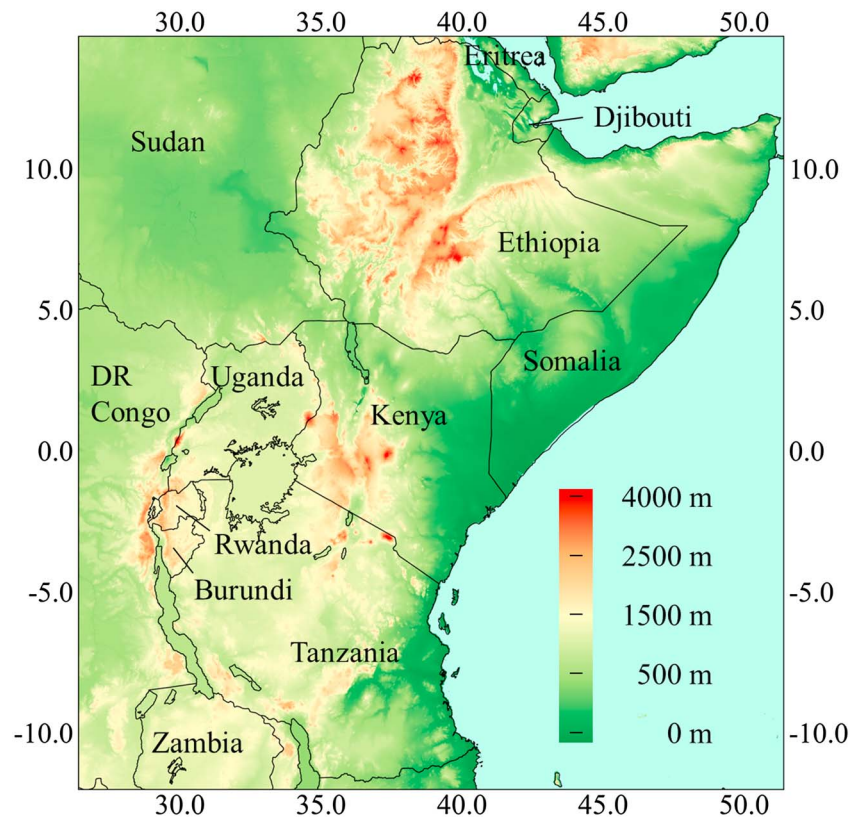 30.0 35.0 40.0 45.0 50.0
Eritrea
Djibouti
Sudan
10.0 10.0
Ethiopia
5.0 5.0
Somalia
DR
Congo
Uganda
Kenya
0.0 0.0
4000 m
Rwanda
2500 m
Burundi
-5.0 -5.0
1500 m
Tanzania
500 m
-10.0 0 m -10.0
Zambia
30.0 35.0 40.0 45.0 50.0